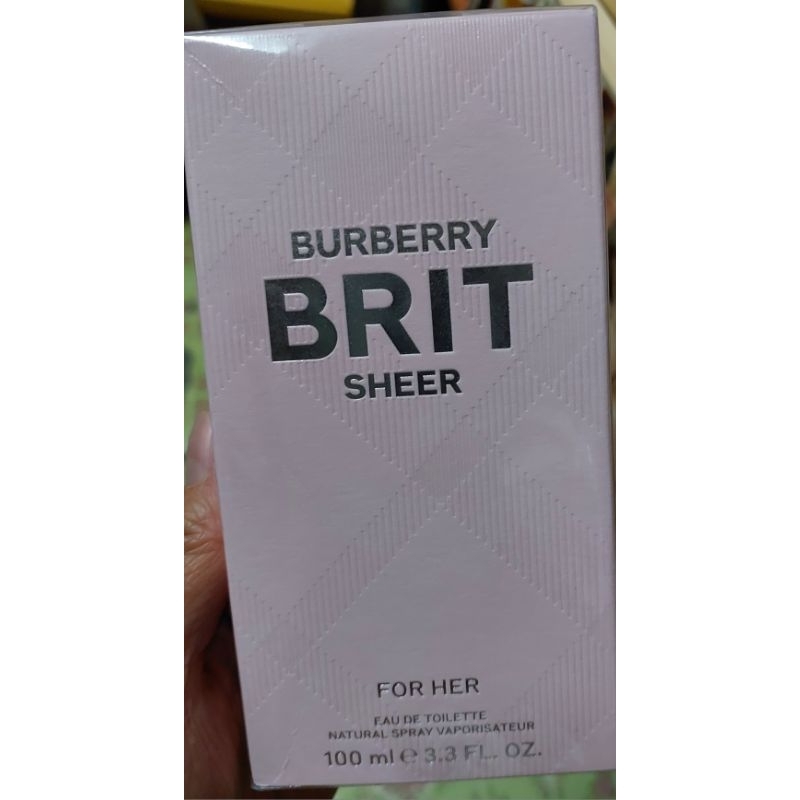 BURBERRY
BRIT
SHEER
FOR HER
EAU DE TOILETTE
NATURAL SPRAY VAPORISATEUR
100 ml ℮ 3.3 FL. OZ.